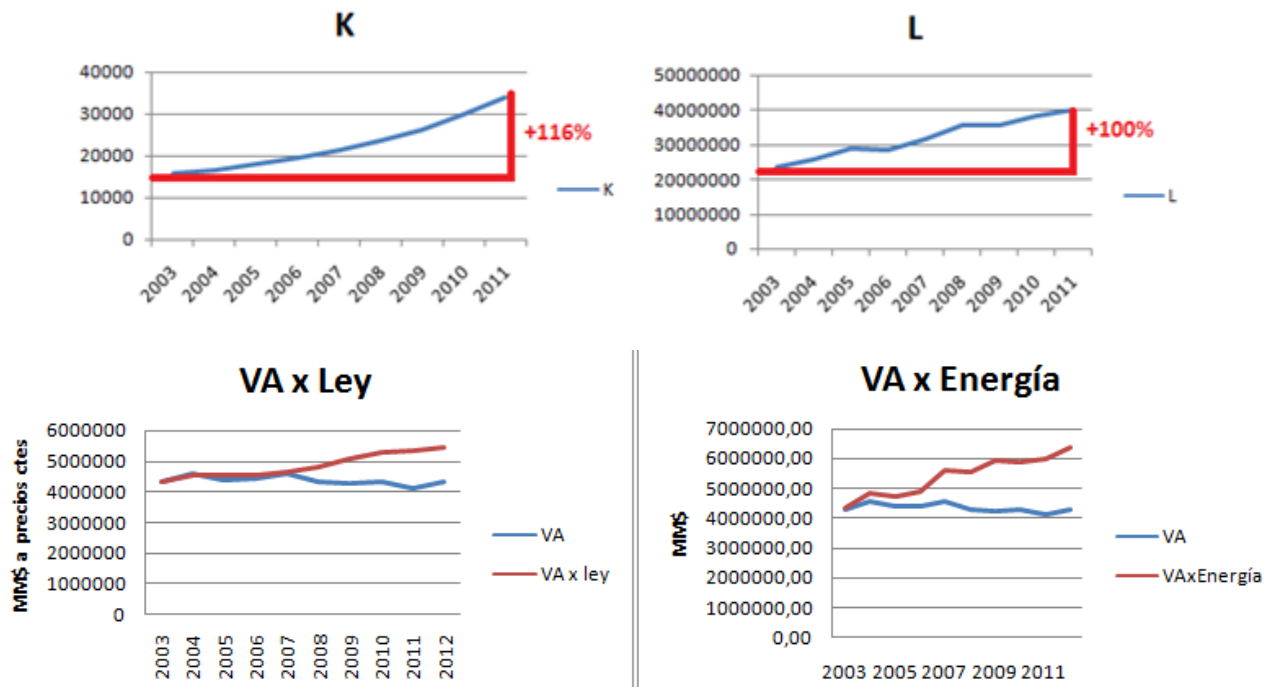 K
40000
30000
20000
10000
0
+116%
K
2003 2004 2005 2006 2007 2008 2009 2010 2011
L
50000000
40000000
30000000
20000000
10000000
0
+100%
L
2003 2004 2005 2006 2007 2008 2009 2010 2011
VA x Ley
MM$ a precios ctes
6000000
5000000
4000000
3000000
2000000
1000000
0
VA
VA x ley
2003 2004 2005 2006 2007 2008 2009 2010 2011 2012
VA x Energía
MM$
7000000,00
6000000,00
5000000,00
4000000,00
3000000,00
2000000,00
1000000,00
0,00
VA
VAxEnergía
2003 2005 2007 2009 2011